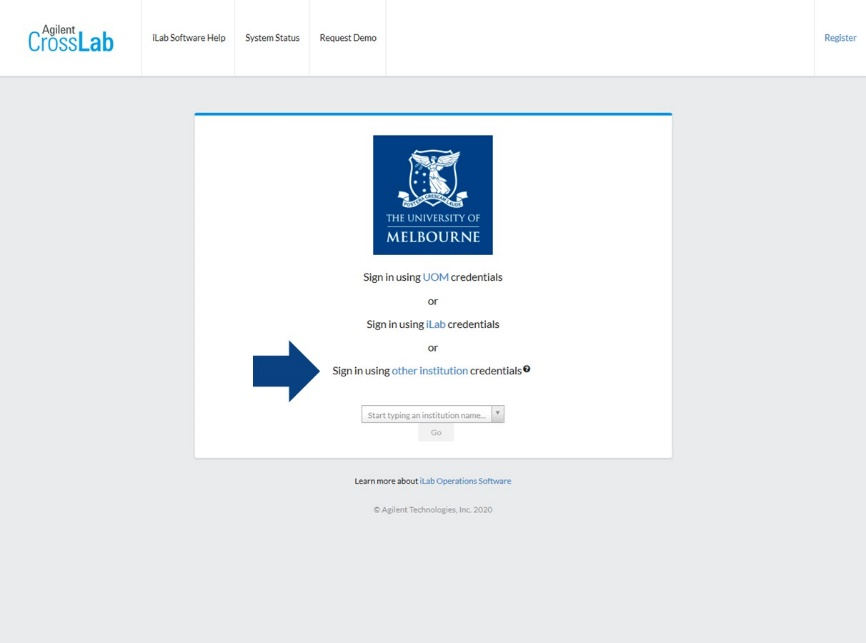 Agilent
CrossLab
iLab Software Help
System Status
Request Demo
Register
POSTERA CRESCAM LAUDE
THE UNIVERSITY OF
MELBOURNE
Sign in using UOM credentials
or
Sign in using iLab credentials
or
Sign in using other institution credentials?
Start typing an institution name...
Go
Learn more about iLab Operations Software
© Agilent Technologies, Inc. 2020